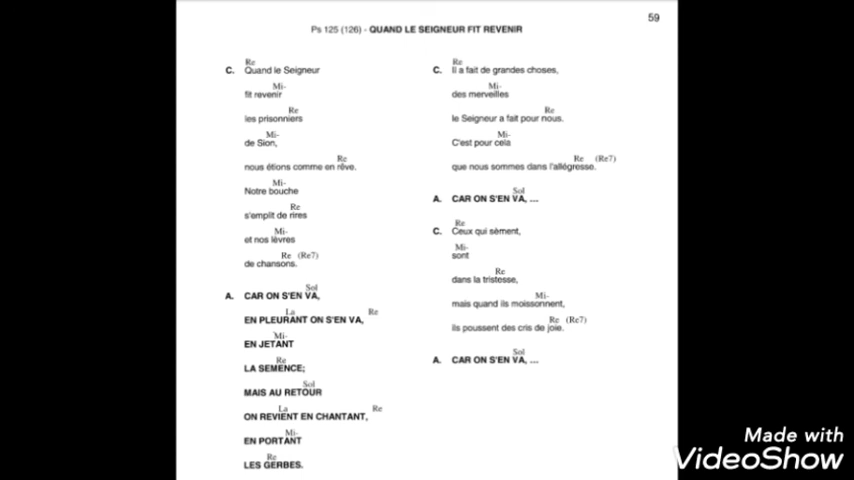 59
Ps 125 (126) - QUAND LE SEIGNEUR FIT REVENIR
Re
C. Quand le Seigneur
Mi-
fit revenir
Re
les prisonniers
Mi-
de Sion,
Re
nous étions comme en rêve.
Mi-
Notre bouche
Re
s'emplit de rires
Mi-
et nos lèvres
Re (Re7)
de chansons.
Sol
A. CAR ON S'EN VA,
La Re
EN PLEURANT ON S'EN VA,
Mi-
EN JETANT
Re
LA SEMENCE;
Sol
MAIS AU RETOUR
La Re
ON REVIENT EN CHANTANT,
Mi-
EN PORTANT
Re
LES GERBES.
Re
C. Il a fait de grandes choses,
Mi-
des merveilles
Re
le Seigneur a fait pour nous.
Mi-
C'est pour cela
Re (Re7)
que nous sommes dans l'allégresse.
Sol
A. CAR ON S'EN VA, ...
Re
C. Ceux qui sèment,
Mi-
sont
Re
dans la tristesse,
Mi-
mais quand ils moissonnent,
Re (Re7)
ils poussent des cris de joie.
Sol
A. CAR ON S'EN VA, ...
Made with
VideoShow